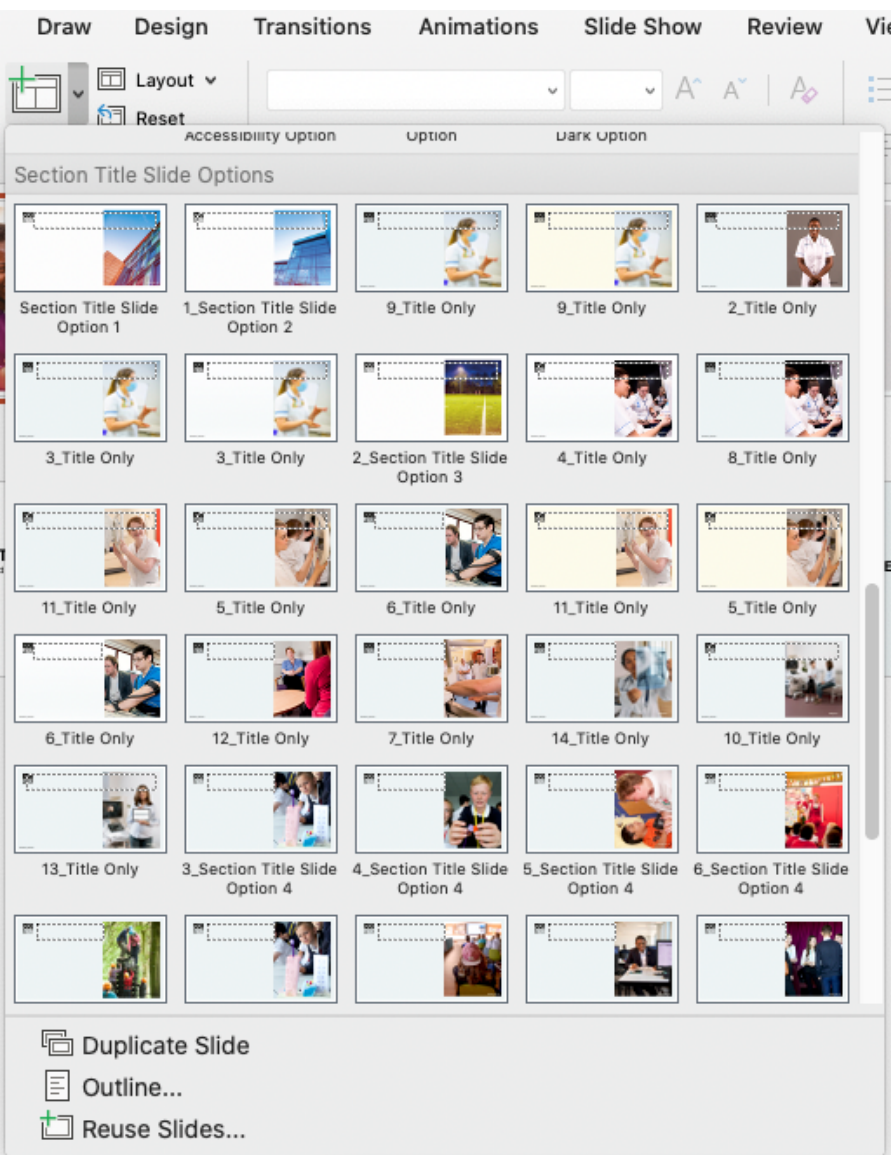 Draw Design Transitions Animations Slide Show Review Vie
Layout
Reset
Accessibility Option Option Dark Option
Section Title Slide Options
Section Title Slide Option 1
1_Section Title Slide Option 2
9_Title Only
9_Title Only
2_Title Only
3_Title Only
3_Title Only
2_Section Title Slide Option 3
4_Title Only
8_Title Only
11_Title Only
5_Title Only
6_Title Only
11_Title Only
5_Title Only
6_Title Only
12_Title Only
7_Title Only
14_Title Only
10_Title Only
13_Title Only
3_Section Title Slide Option 4
4_Section Title Slide Option 4
5_Section Title Slide Option 4
6_Section Title Slide Option 4
Duplicate Slide
Outline...
Reuse Slides...